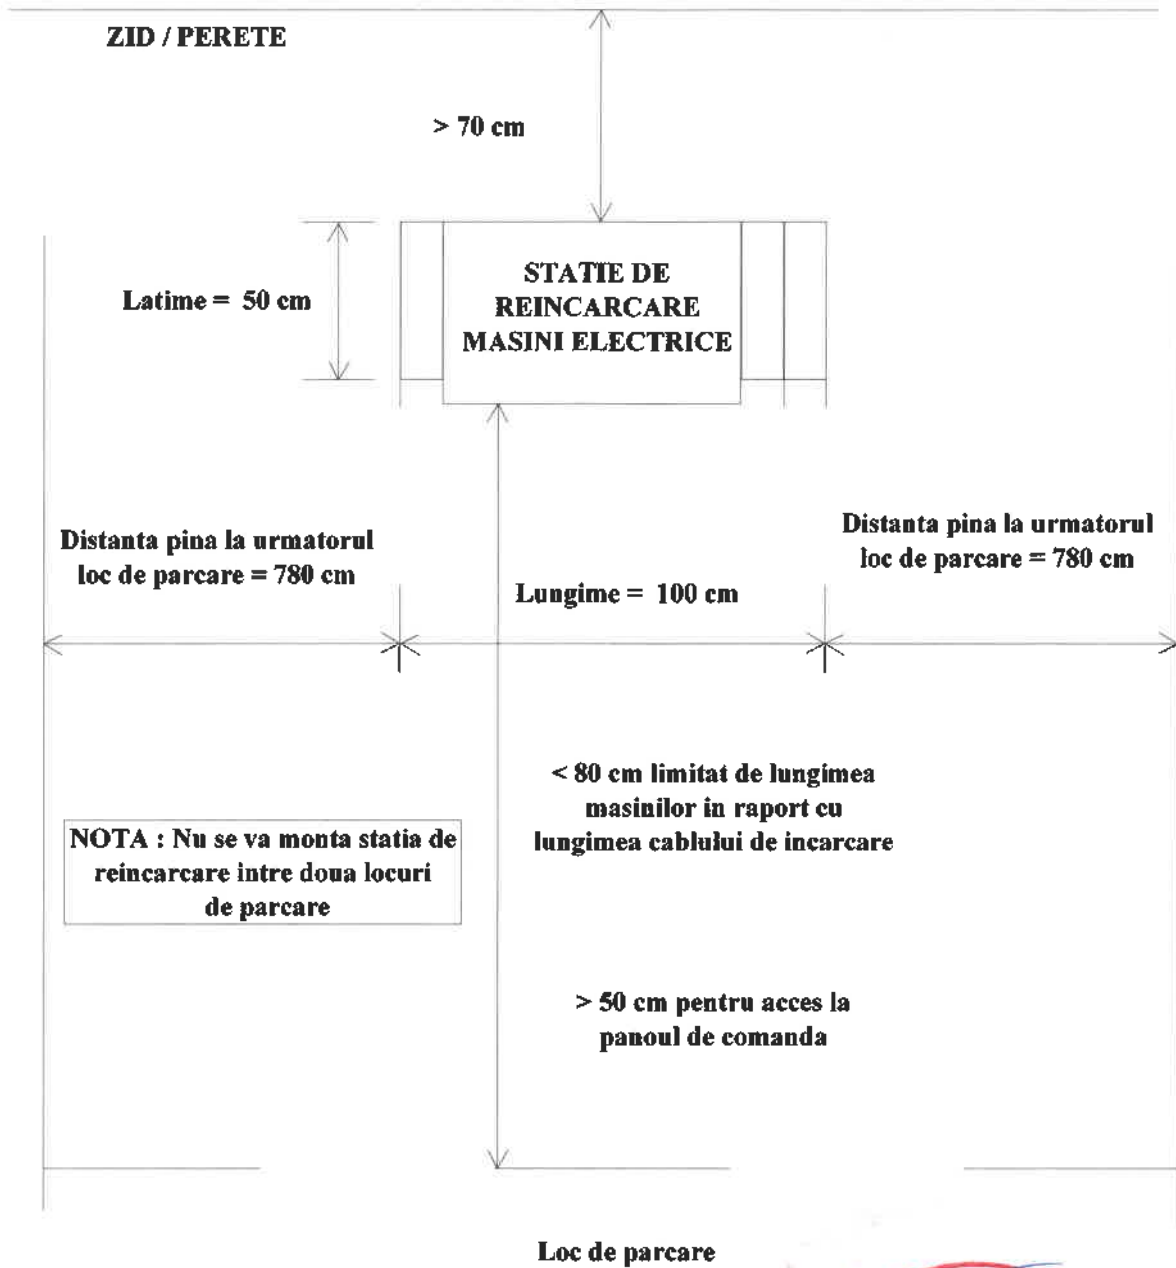 ZID / PERETE
> 70 cm
STATIE DE
REINCARCARE
MASINI ELECTRICE
Latime = 50 cm
Distanta pina la urmatorul
loc de parcare = 780 cm
Distanta pina la urmatorul
loc de parcare = 780 cm
Lungime = 100 cm
< 80 cm limitat de lungimea
masinilor in raport cu
lungimea cablului de incarcare
NOTA : Nu se va monta statia de
reincarcare intre doua locuri
de parcare
> 50 cm pentru acces la
panoul de comanda
Loc de parcare